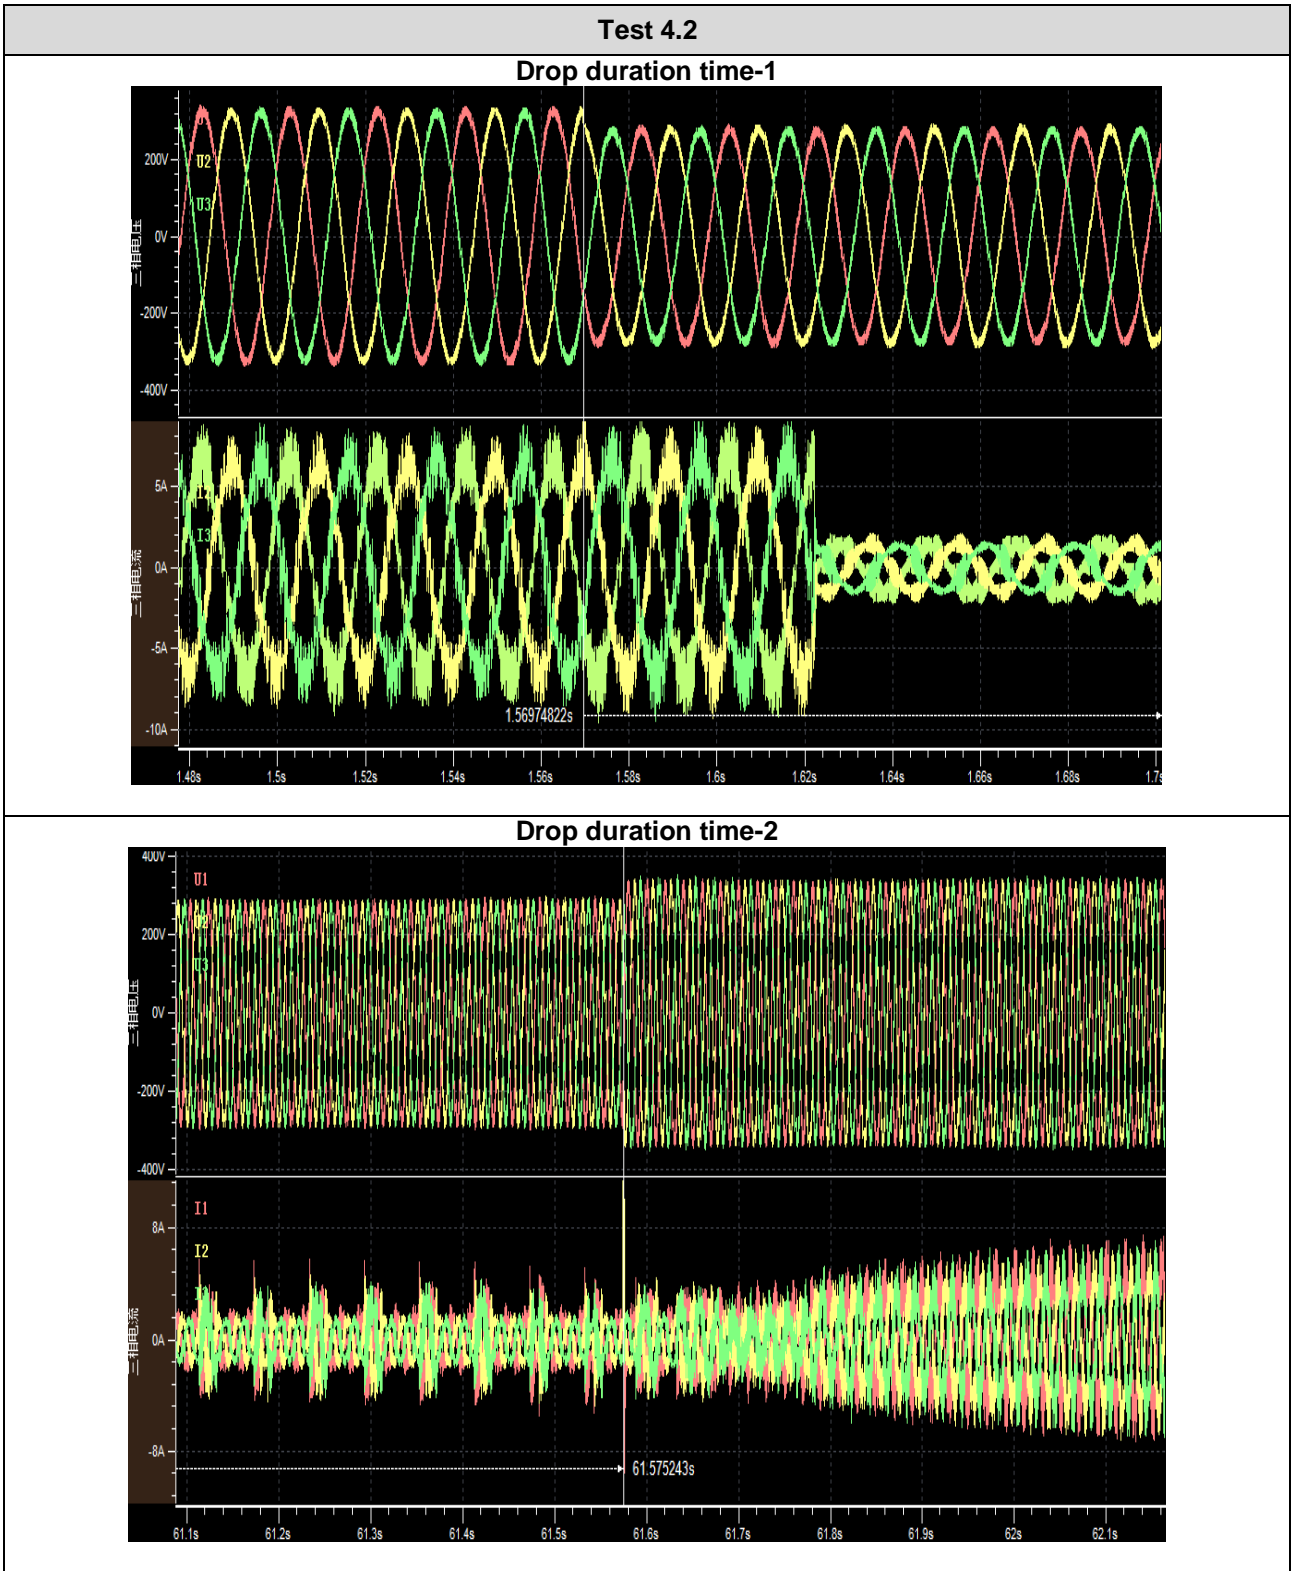 Test 4.2
Drop duration time-1
200V
0V
-200V
-400V
U2
U3
三相电压
5A
0A
-5A
-10A
I2
I3
三相电流
1.56974822s
1.48s 1.5s 1.52s 1.54s 1.56s 1.58s 1.6s 1.62s 1.64s 1.66s 1.68s 1.7s
Drop duration time-2
400V
200V
0V
-200V
-400V
U1
U2
U3
三相电压
8A
0A
-8A
I1
I2
三相电流
61.575243s
61.1s 61.2s 61.3s 61.4s 61.5s 61.6s 61.7s 61.8s 61.9s 62s 62.1s